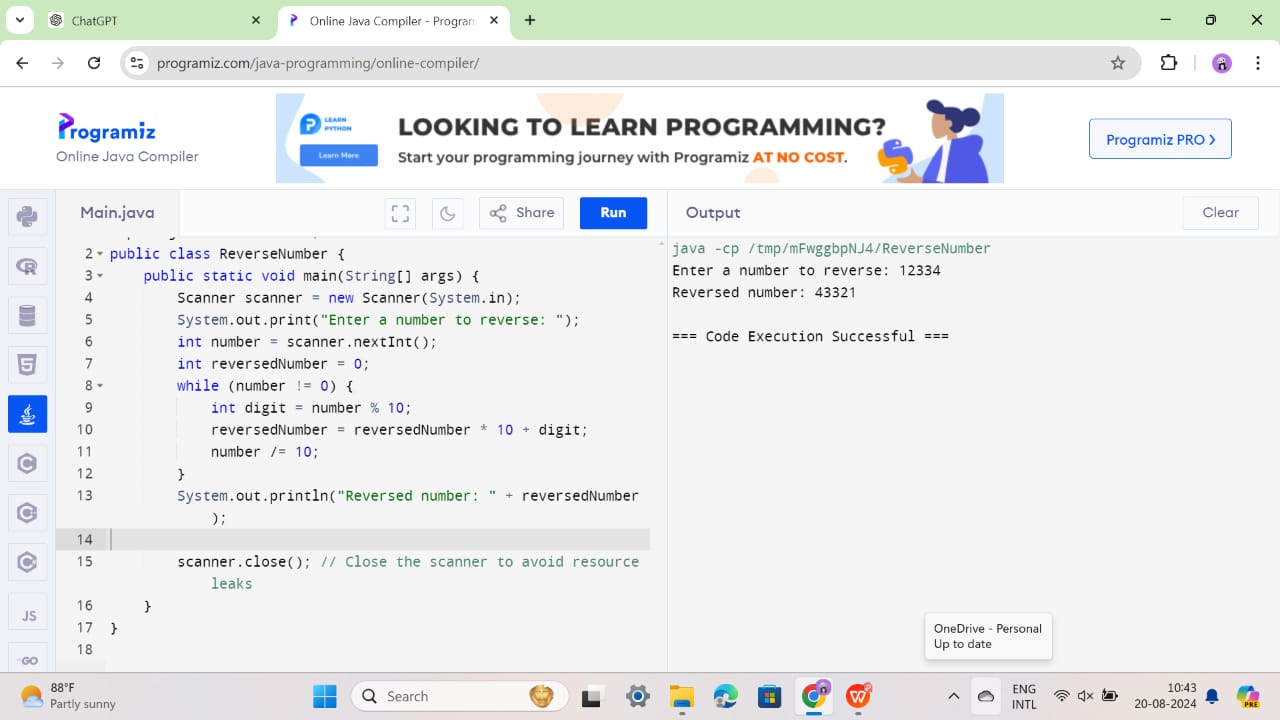 ChatGPT
Online Java Compiler - Program
programiz.com/java-programming/online-compiler/
Programiz
Online Java Compiler
LEARN PYTHON
Learn More
LOOKING TO LEARN PROGRAMMING?
Start your programming journey with Programiz AT NO COST.
Programiz PRO
Main.java
Share
Run
Output
Clear
2 public class ReverseNumber {
3 public static void main(String[] args) {
4 Scanner scanner = new Scanner(System.in);
5 System.out.print("Enter a number to reverse: ");
6 int number = scanner.nextInt();
7 int reversedNumber = 0;
8 while (number != 0) {
9 int digit = number % 10;
10 reversedNumber = reversedNumber * 10 + digit;
11 number /= 10;
12 }
13 System.out.println("Reversed number: " + reversedNumber
);
14
15 scanner.close(); // Close the scanner to avoid resource
leaks
16 }
17 }
18
java -cp /tmp/mFwggbpNJ4/ReverseNumber
Enter a number to reverse: 12334
Reversed number: 43321
=== Code Execution Successful ===
JS
GO
OneDrive - Personal
Up to date
88°F
Partly sunny
Search
ENG
INTL
10:43
20-08-2024
PRE